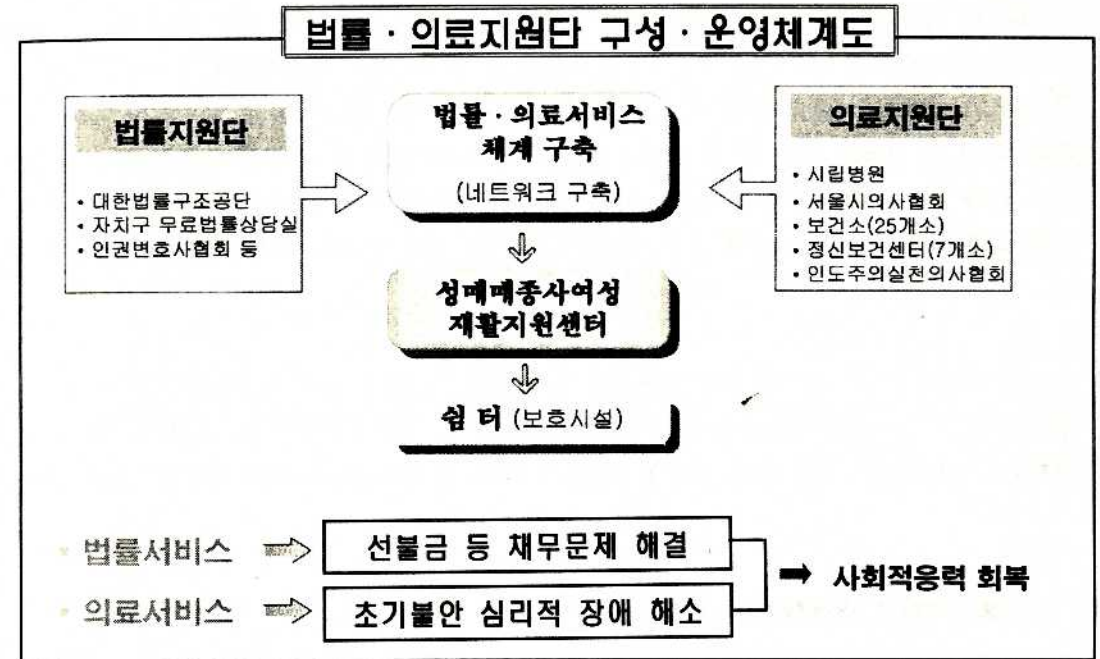 법률 · 의료지원단 구성 · 운영체계도
법률지원단
• 대한법률구조공단
• 자치구 무료법률상담실
• 인권변호사협회 등
법률 · 의료서비스
체계 구축
(네트워크 구축)
의료지원단
• 시립병원
• 서울시의사협회
• 보건소(25개소)
• 정신보건센터(7개소)
• 인도주의실천의사협회
성매매종사여성
재활지원센터
쉼 터 (보호시설)
법률서비스
선불금 등 채무문제 해결
의료서비스
초기불안 심리적 장애 해소
사회적응력 회복